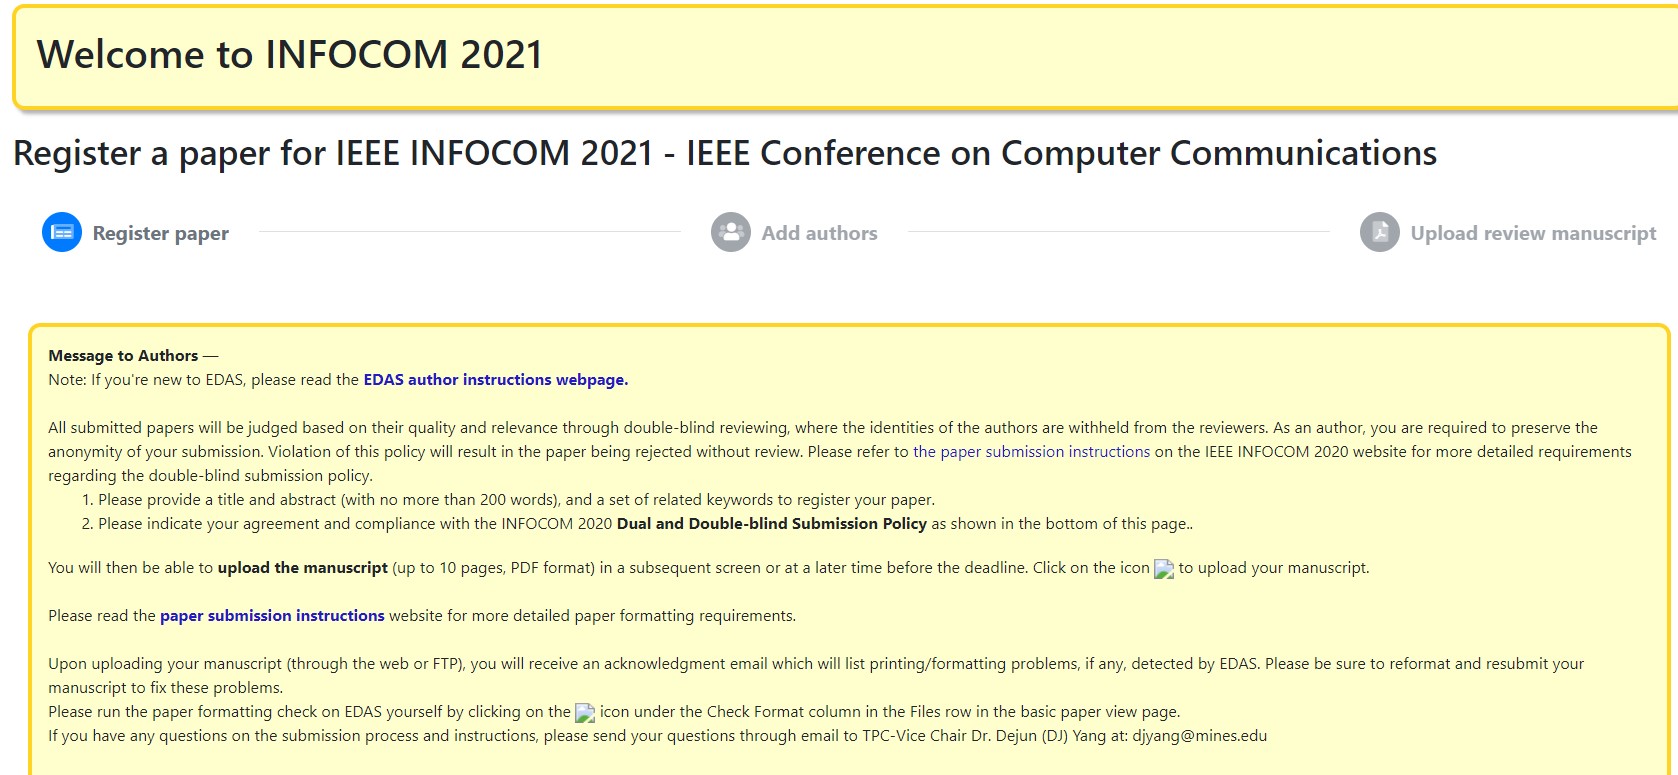 Welcome to INFOCOM 2021
Register a paper for IEEE INFOCOM 2021 - IEEE Conference on Computer Communications
Register paper
Add authors
Upload review manuscript
Message to Authors —
Note: If you're new to EDAS, please read the EDAS author instructions webpage.
All submitted papers will be judged based on their quality and relevance through double-blind reviewing, where the identities of the authors are withheld from the reviewers. As an author, you are required to preserve the
anonymity of your submission. Violation of this policy will result in the paper being rejected without review. Please refer to the paper submission instructions on the IEEE INFOCOM 2020 website for more detailed requirements
regarding the double-blind submission policy.
1. Please provide a title and abstract (with no more than 200 words), and a set of related keywords to register your paper.
2. Please indicate your agreement and compliance with the INFOCOM 2020 Dual and Double-blind Submission Policy as shown in the bottom of this page..
You will then be able to upload the manuscript (up to 10 pages, PDF format) in a subsequent screen or at a later time before the deadline. Click on the icon to upload your manuscript.
Please read the paper submission instructions website for more detailed paper formatting requirements.
Upon uploading your manuscript (through the web or FTP), you will receive an acknowledgment email which will list printing/formatting problems, if any, detected by EDAS. Please be sure to reformat and resubmit your
manuscript to fix these problems.
Please run the paper formatting check on EDAS yourself by clicking on the icon under the Check Format column in the Files row in the basic paper view page.
If you have any questions on the submission process and instructions, please send your questions through email to TPC-Vice Chair Dr. Dejun (DJ) Yang at: djyang@mines.edu